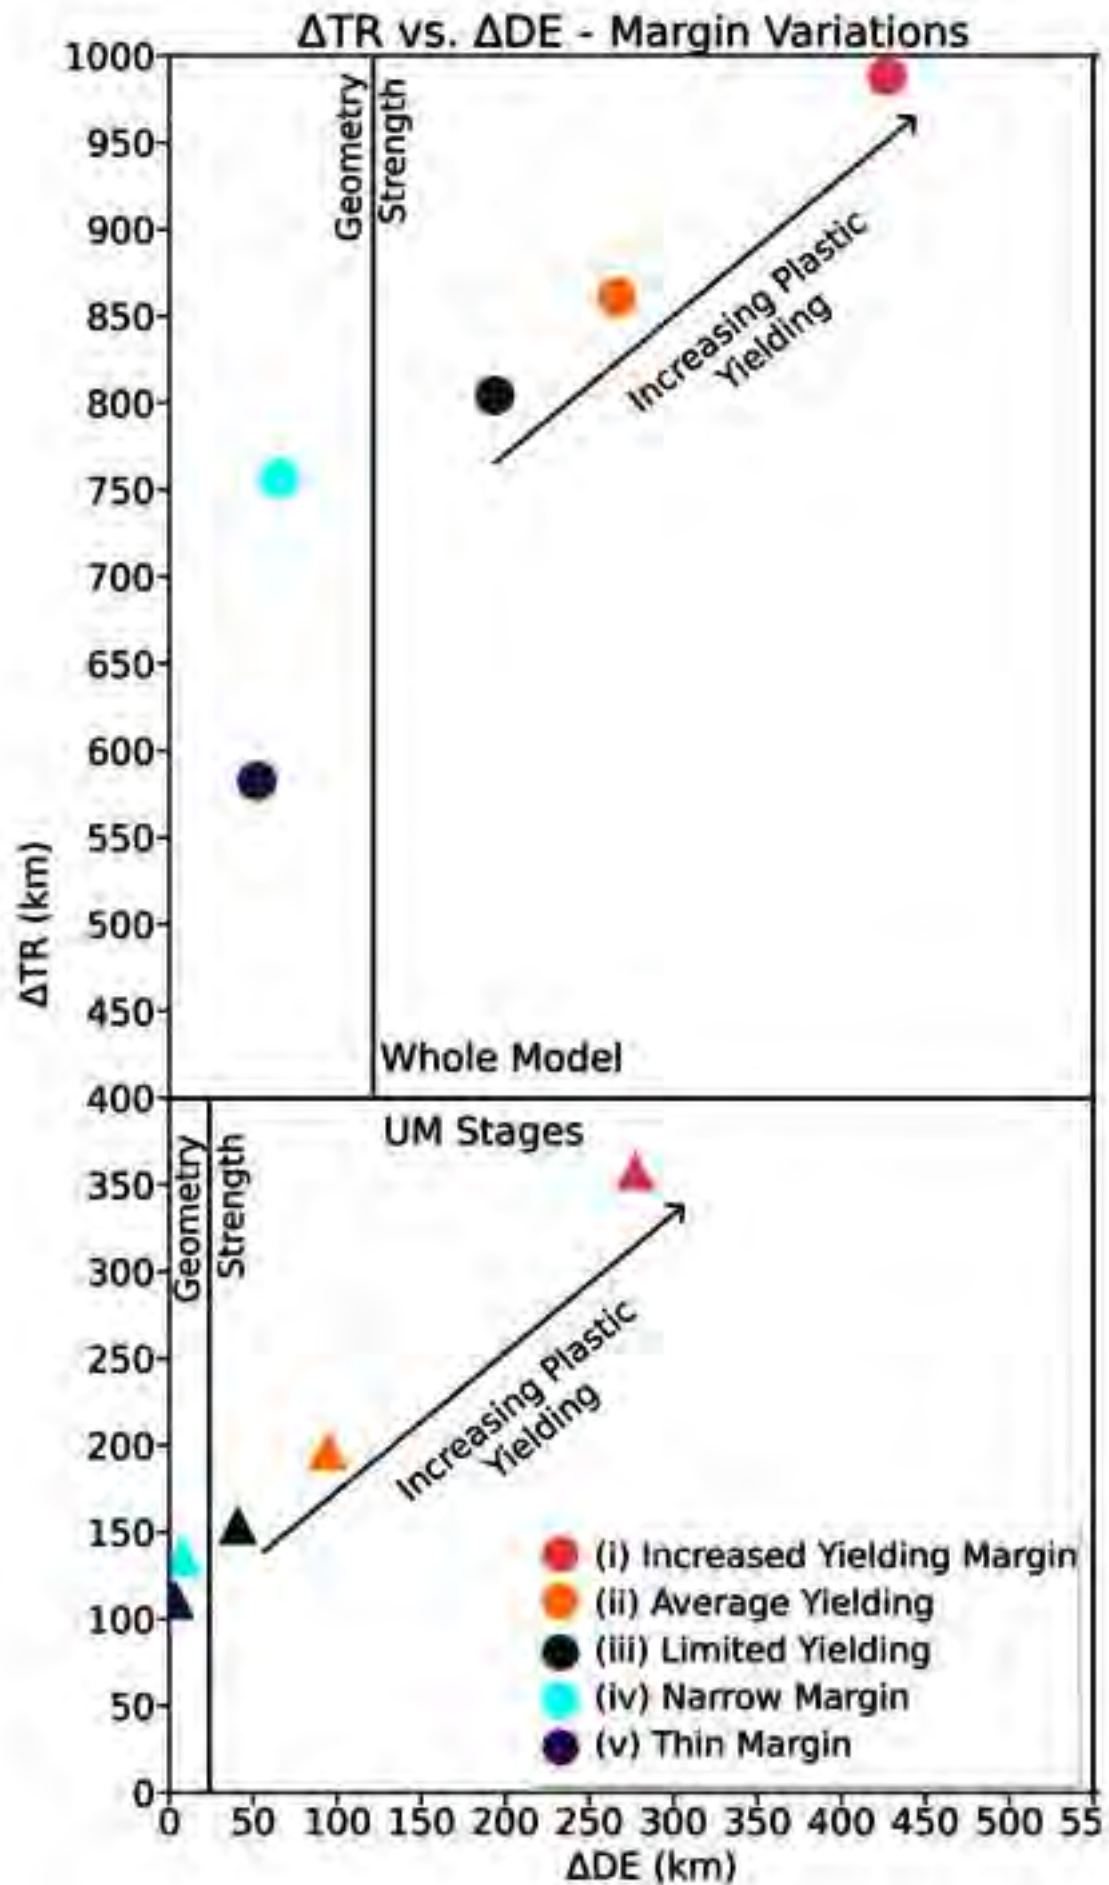 ΔTR vs. ΔDE - Margin Variations
1000
950
900
850
800
750
700
650
600
550
500
450
400
350
300
250
200
150
100
50
0
ΔTR (km)
Geometry
Strength
Increasing Plastic
Yielding
Whole Model
UM Stages
Geometry
Strength
Increasing Plastic
Yielding
(i) Increased Yielding Margin
(ii) Average Yielding
(iii) Limited Yielding
(iv) Narrow Margin
(v) Thin Margin
0 50 100 150 200 250 300 350 400 450 500 55
ΔDE (km)